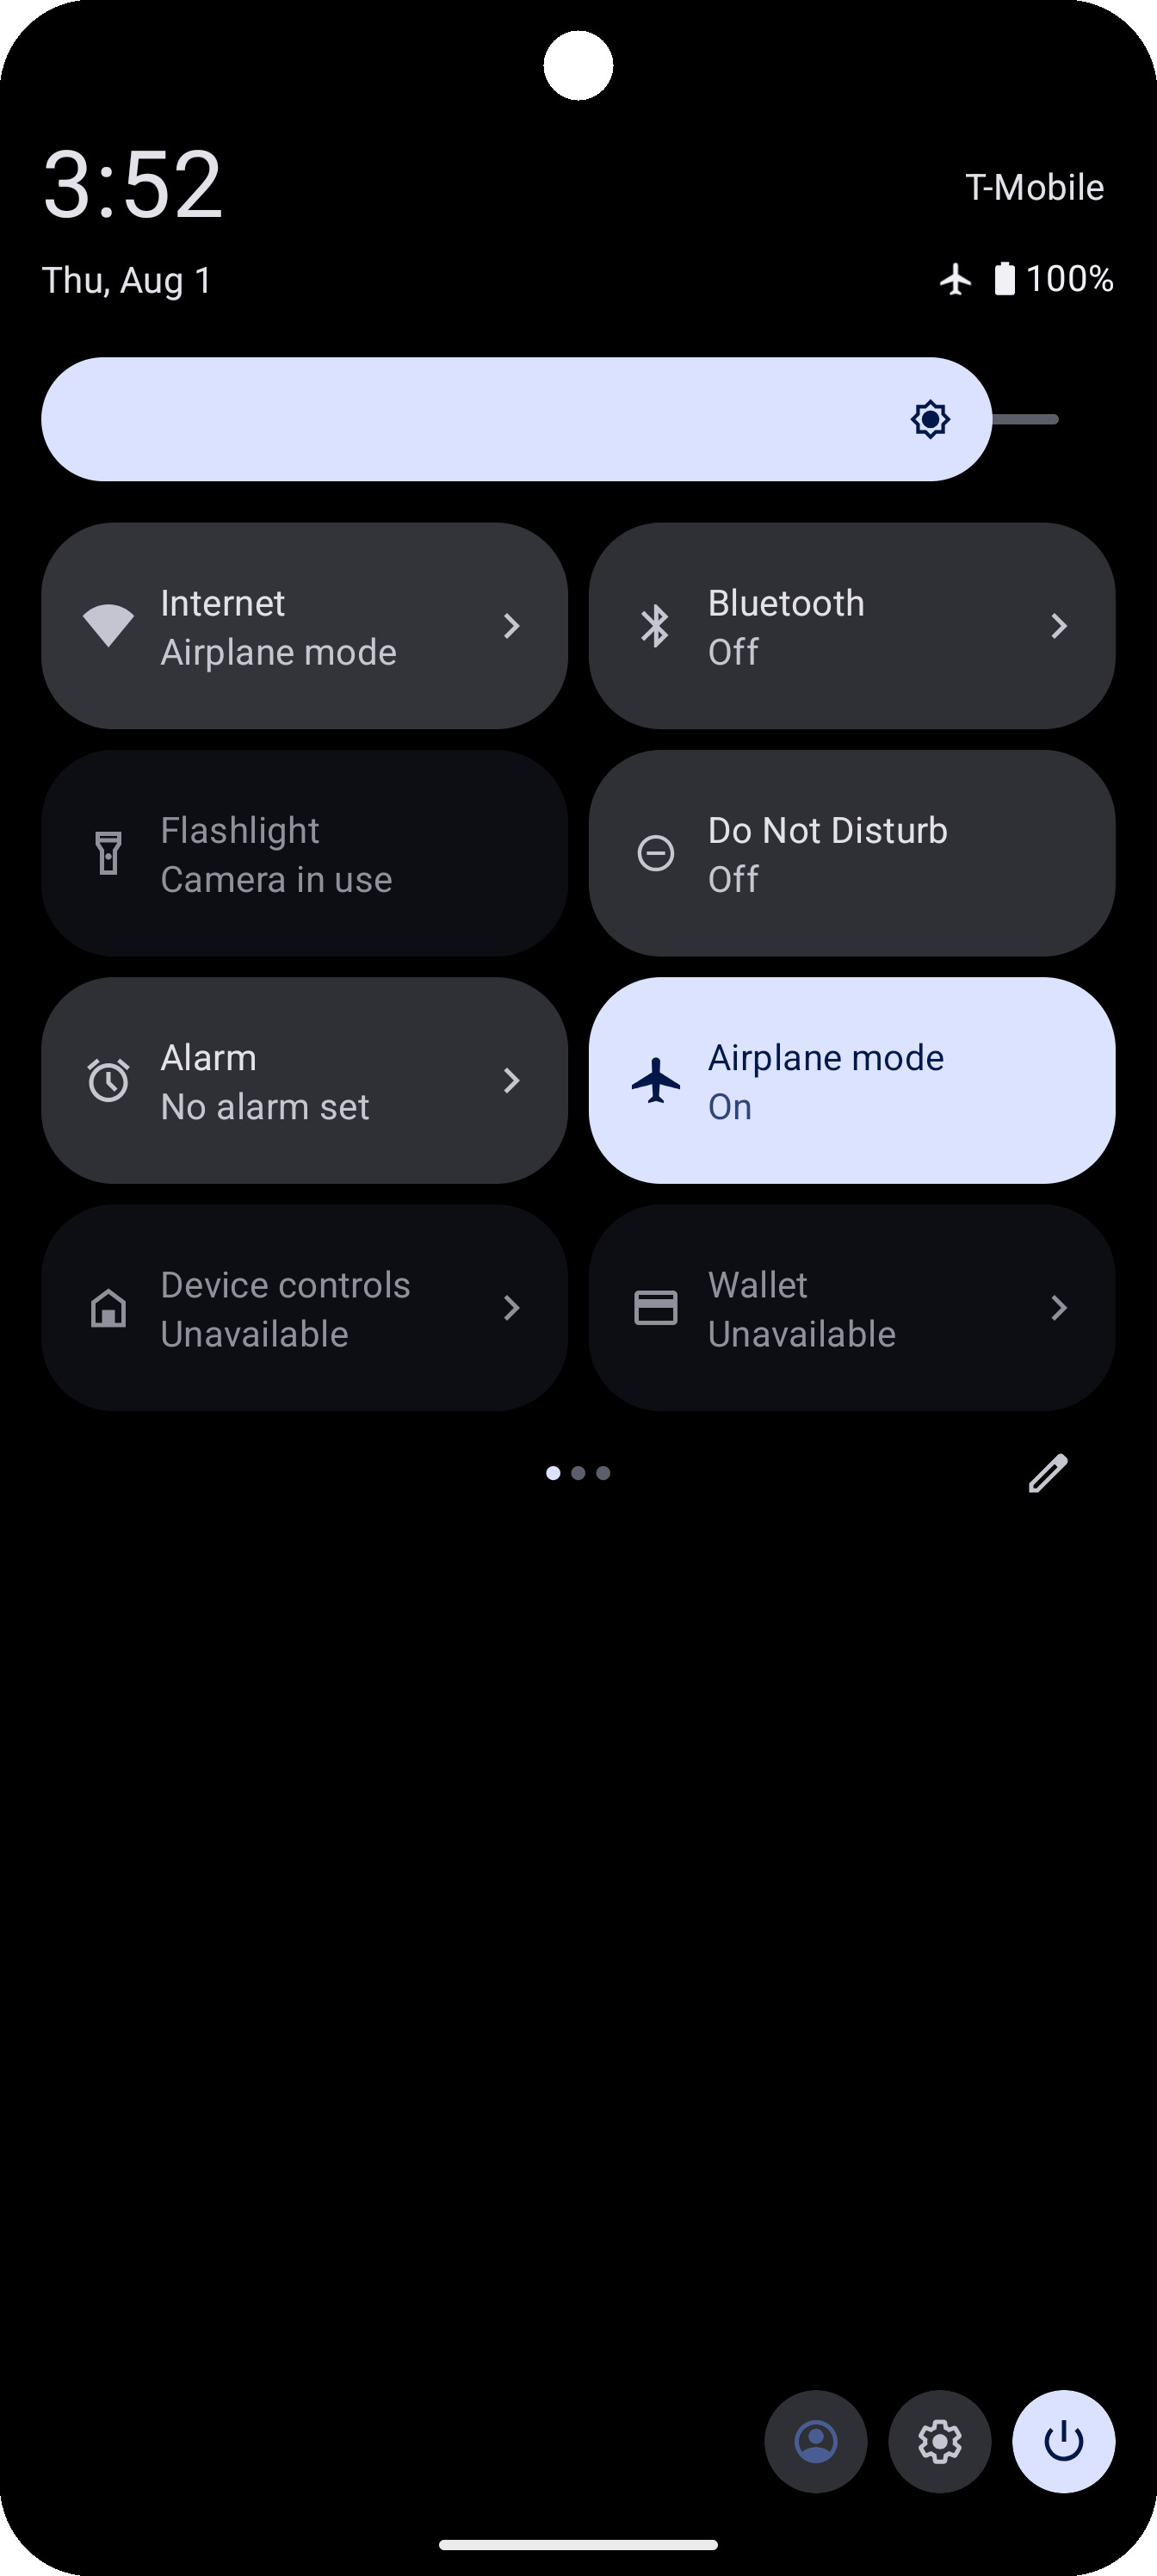 3:52
T-Mobile
Thu, Aug 1
100%
Internet
Airplane mode
Bluetooth
Off
Flashlight
Camera in use
Do Not Disturb
Off
Alarm
No alarm set
Airplane mode
On
Device controls
Unavailable
Wallet
Unavailable